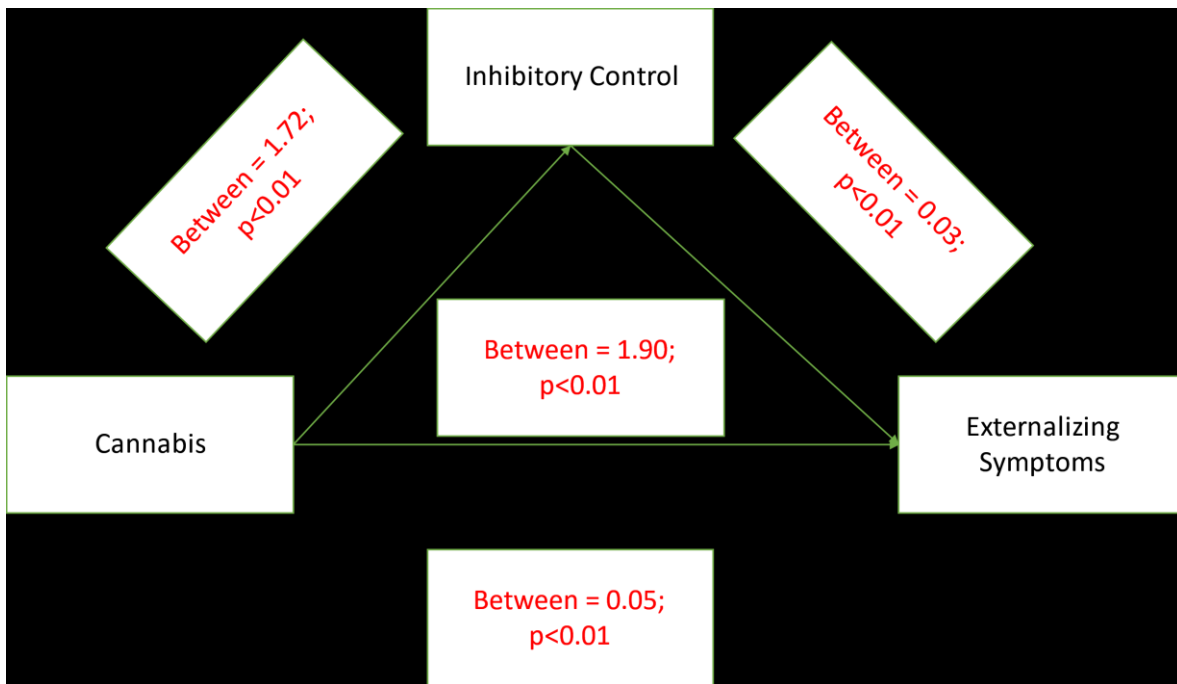 Inhibitory Control
Between = 1.72;
p<0.01
Between = 0.03;
p<0.01
Between = 1.90;
p<0.01
Cannabis
Externalizing
Symptoms
Between = 0.05;
p<0.01